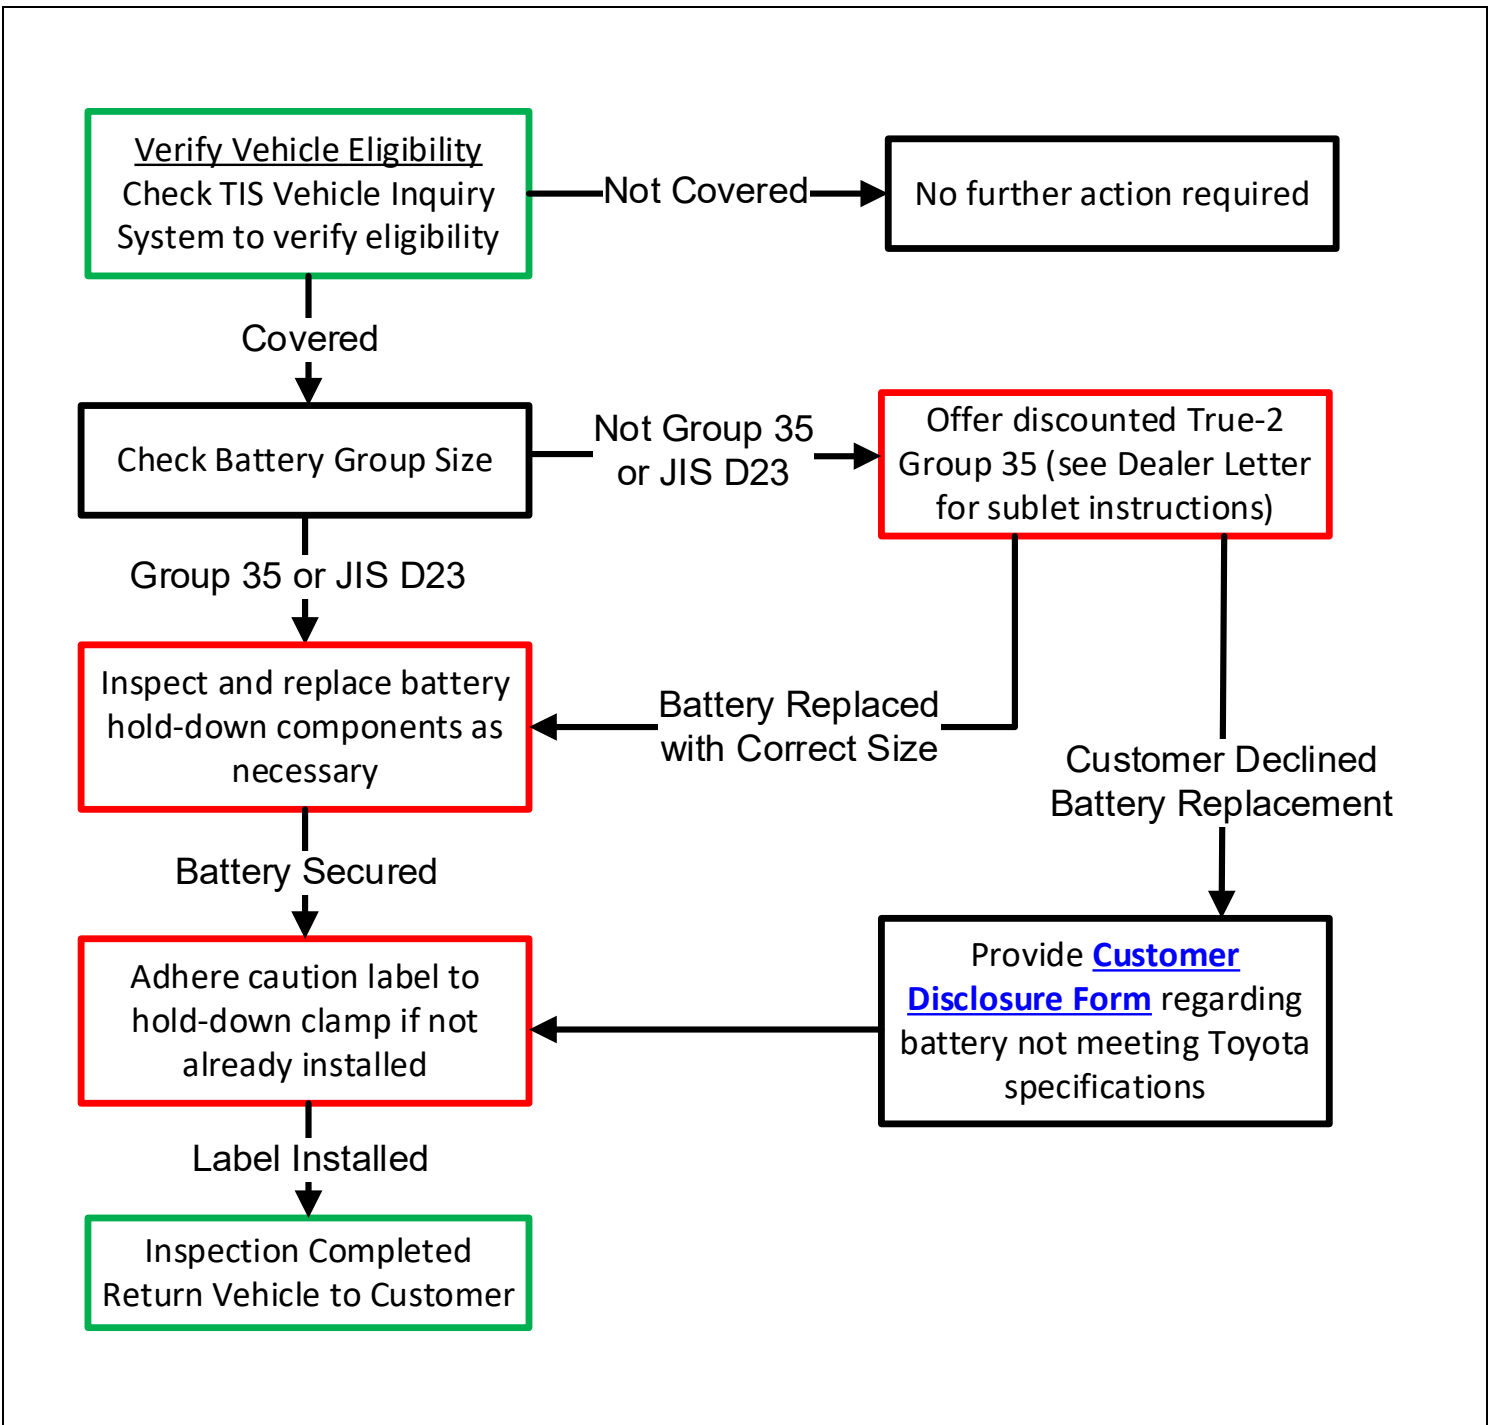 Verify Vehicle Eligibility
Check TIS Vehicle Inquiry
System to verify eligibility
Not Covered
No further action required
Covered
Check Battery Group Size
Not Group 35
or JIS D23
Offer discounted True-2
Group 35 (see Dealer Letter
for sublet instructions)
Group 35 or JIS D23
Inspect and replace battery
hold-down components as
necessary
Battery Replaced
with Correct Size
Customer Declined
Battery Replacement
Battery Secured
Adhere caution label to
hold-down clamp if not
already installed
Provide Customer
Disclosure Form regarding
battery not meeting Toyota
specifications
Label Installed
Inspection Completed
Return Vehicle to Customer